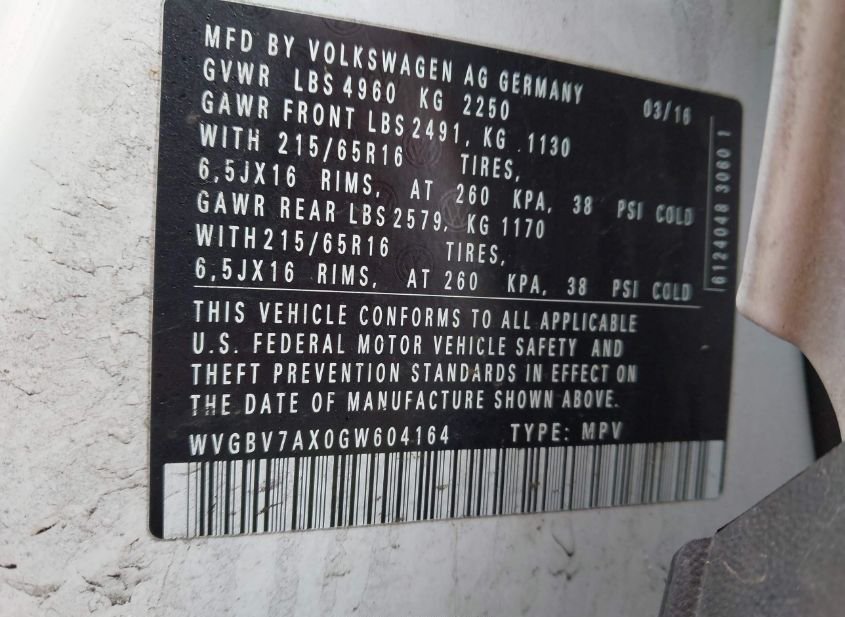 MFD BY VOLKSWAGEN AG GERMANY
GVWR LBS 4960 KG 2250 03/16
GAWR FRONT LBS 2491, KG .1130
WITH 215/65R16 TIRES,
6,5JX16 RIMS, AT 260 KPA, 38 PSI COLD
GAWR REAR LBS 2579, KG 1170
WITH 215/65R16 TIRES,
6,5JX16 RIMS, AT 260 KPA, 38 PSI COLD
THIS VEHICLE CONFORMS TO ALL APPLICABLE
U.S. FEDERAL MOTOR VEHICLE SAFETY AND
THEFT PREVENTION STANDARDS IN EFFECT ON
THE DATE OF MANUFACTURE SHOWN ABOVE.
WVGBV7AX0GW604164 TYPE: MPV
6124048 3060 1